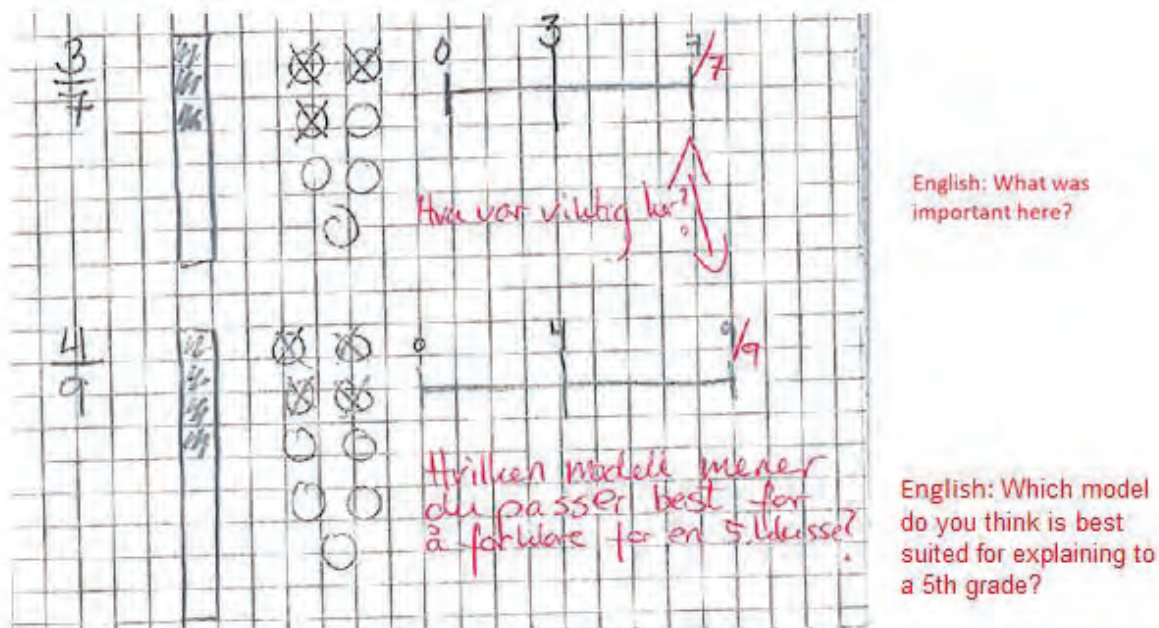 3/7
0 3 7/7
Hva var viktig her?
English: What was
important here?
4/9
0 4 9/9
Hvilken modell mener
du passer best for
å forklare for en 5. klasse?
English: Which model
do you think is best
suited for explaining to
a 5th grade?